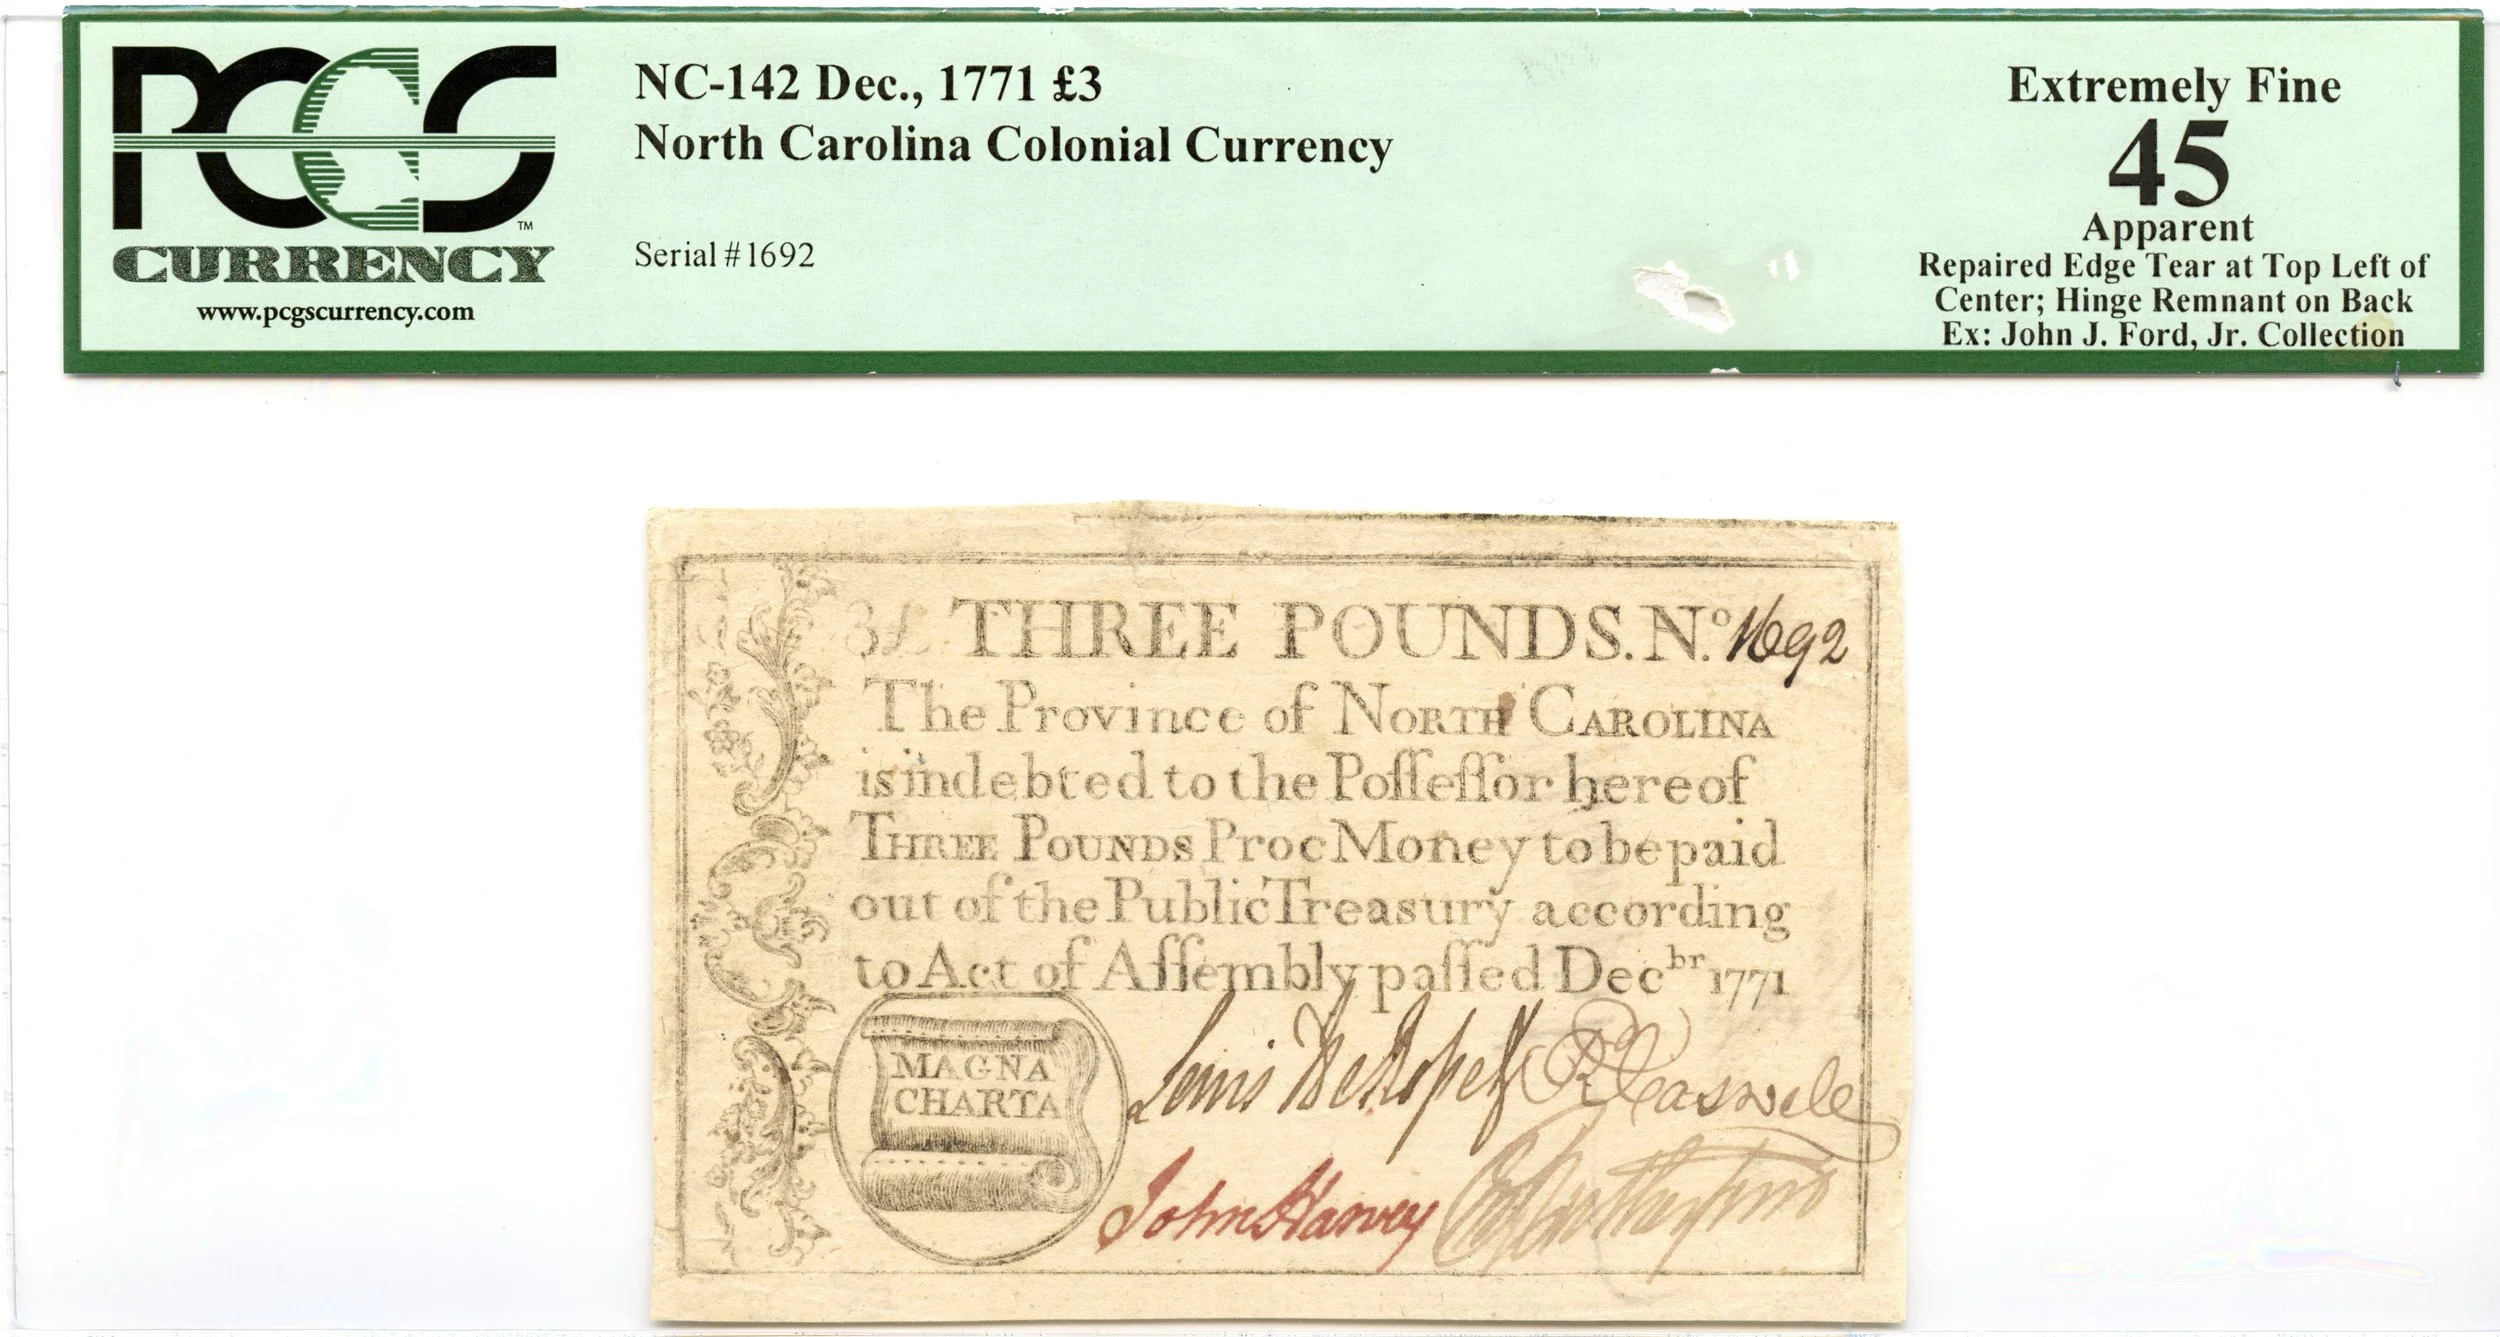 PCGS
™
CURRENCY
www.pcgscurrency.com
NC-142 Dec., 1771 £3
North Carolina Colonial Currency
Serial #1692
Extremely Fine
45
Apparent
Repaired Edge Tear at Top Left of
Center; Hinge Remnant on Back
Ex: John J. Ford, Jr. Collection
3£ THREE POUNDS. Nº. 1692
The Province of NORTH CAROLINA
is indebted to the Poſſeſſor hereof
THREE POUNDS Proc Money to be paid
out of the Public Treasury according
to Act of Aſſembly paſſed Decbr 1771
MAGNA
CHARTA
Lewis R Caswell
John Harvey